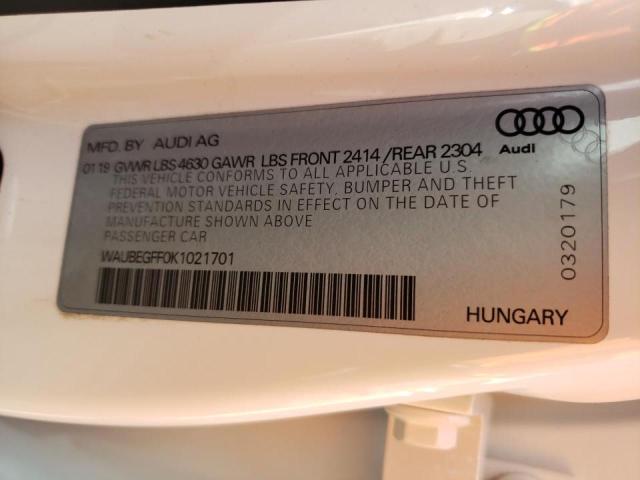 MFD. BY AUDI AG
01 19 GVWR LBS 4630 GAWR LBS FRONT 2414 /REAR 2304
THIS VEHICLE CONFORMS TO ALL APPLICABLE U.S.
FEDERAL MOTOR VEHICLE SAFETY, BUMPER AND THEFT
PREVENTION STANDARDS IN EFFECT ON THE DATE OF
MANUFACTURE SHOWN ABOVE
PASSENGER CAR
WAUBEGFF0K1021701
Audi
0320179
HUNGARY